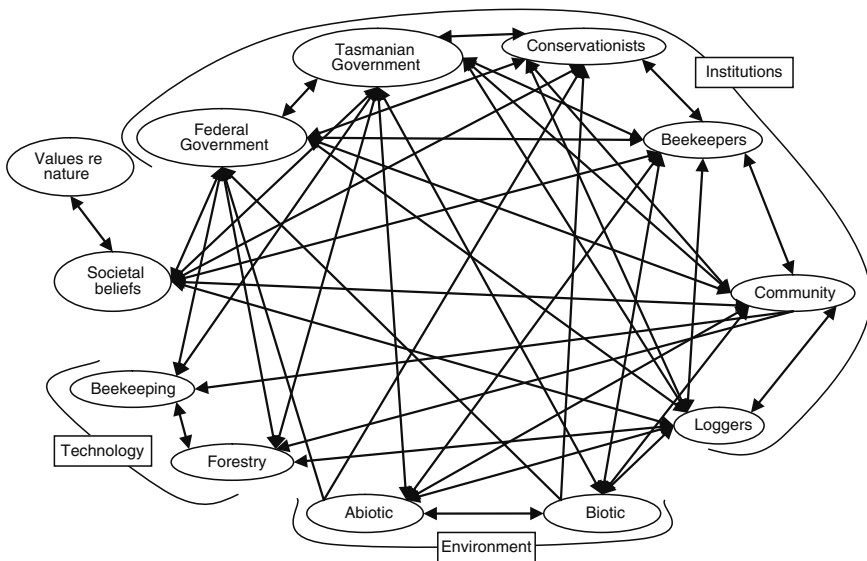 Tasmanian
Government
Conservationists
Institutions
Federal
Government
Beekeepers
Values re
nature
Societal
beliefs
Community
Beekeeping
Loggers
Technology
Forestry
Abiotic
Biotic
Environment